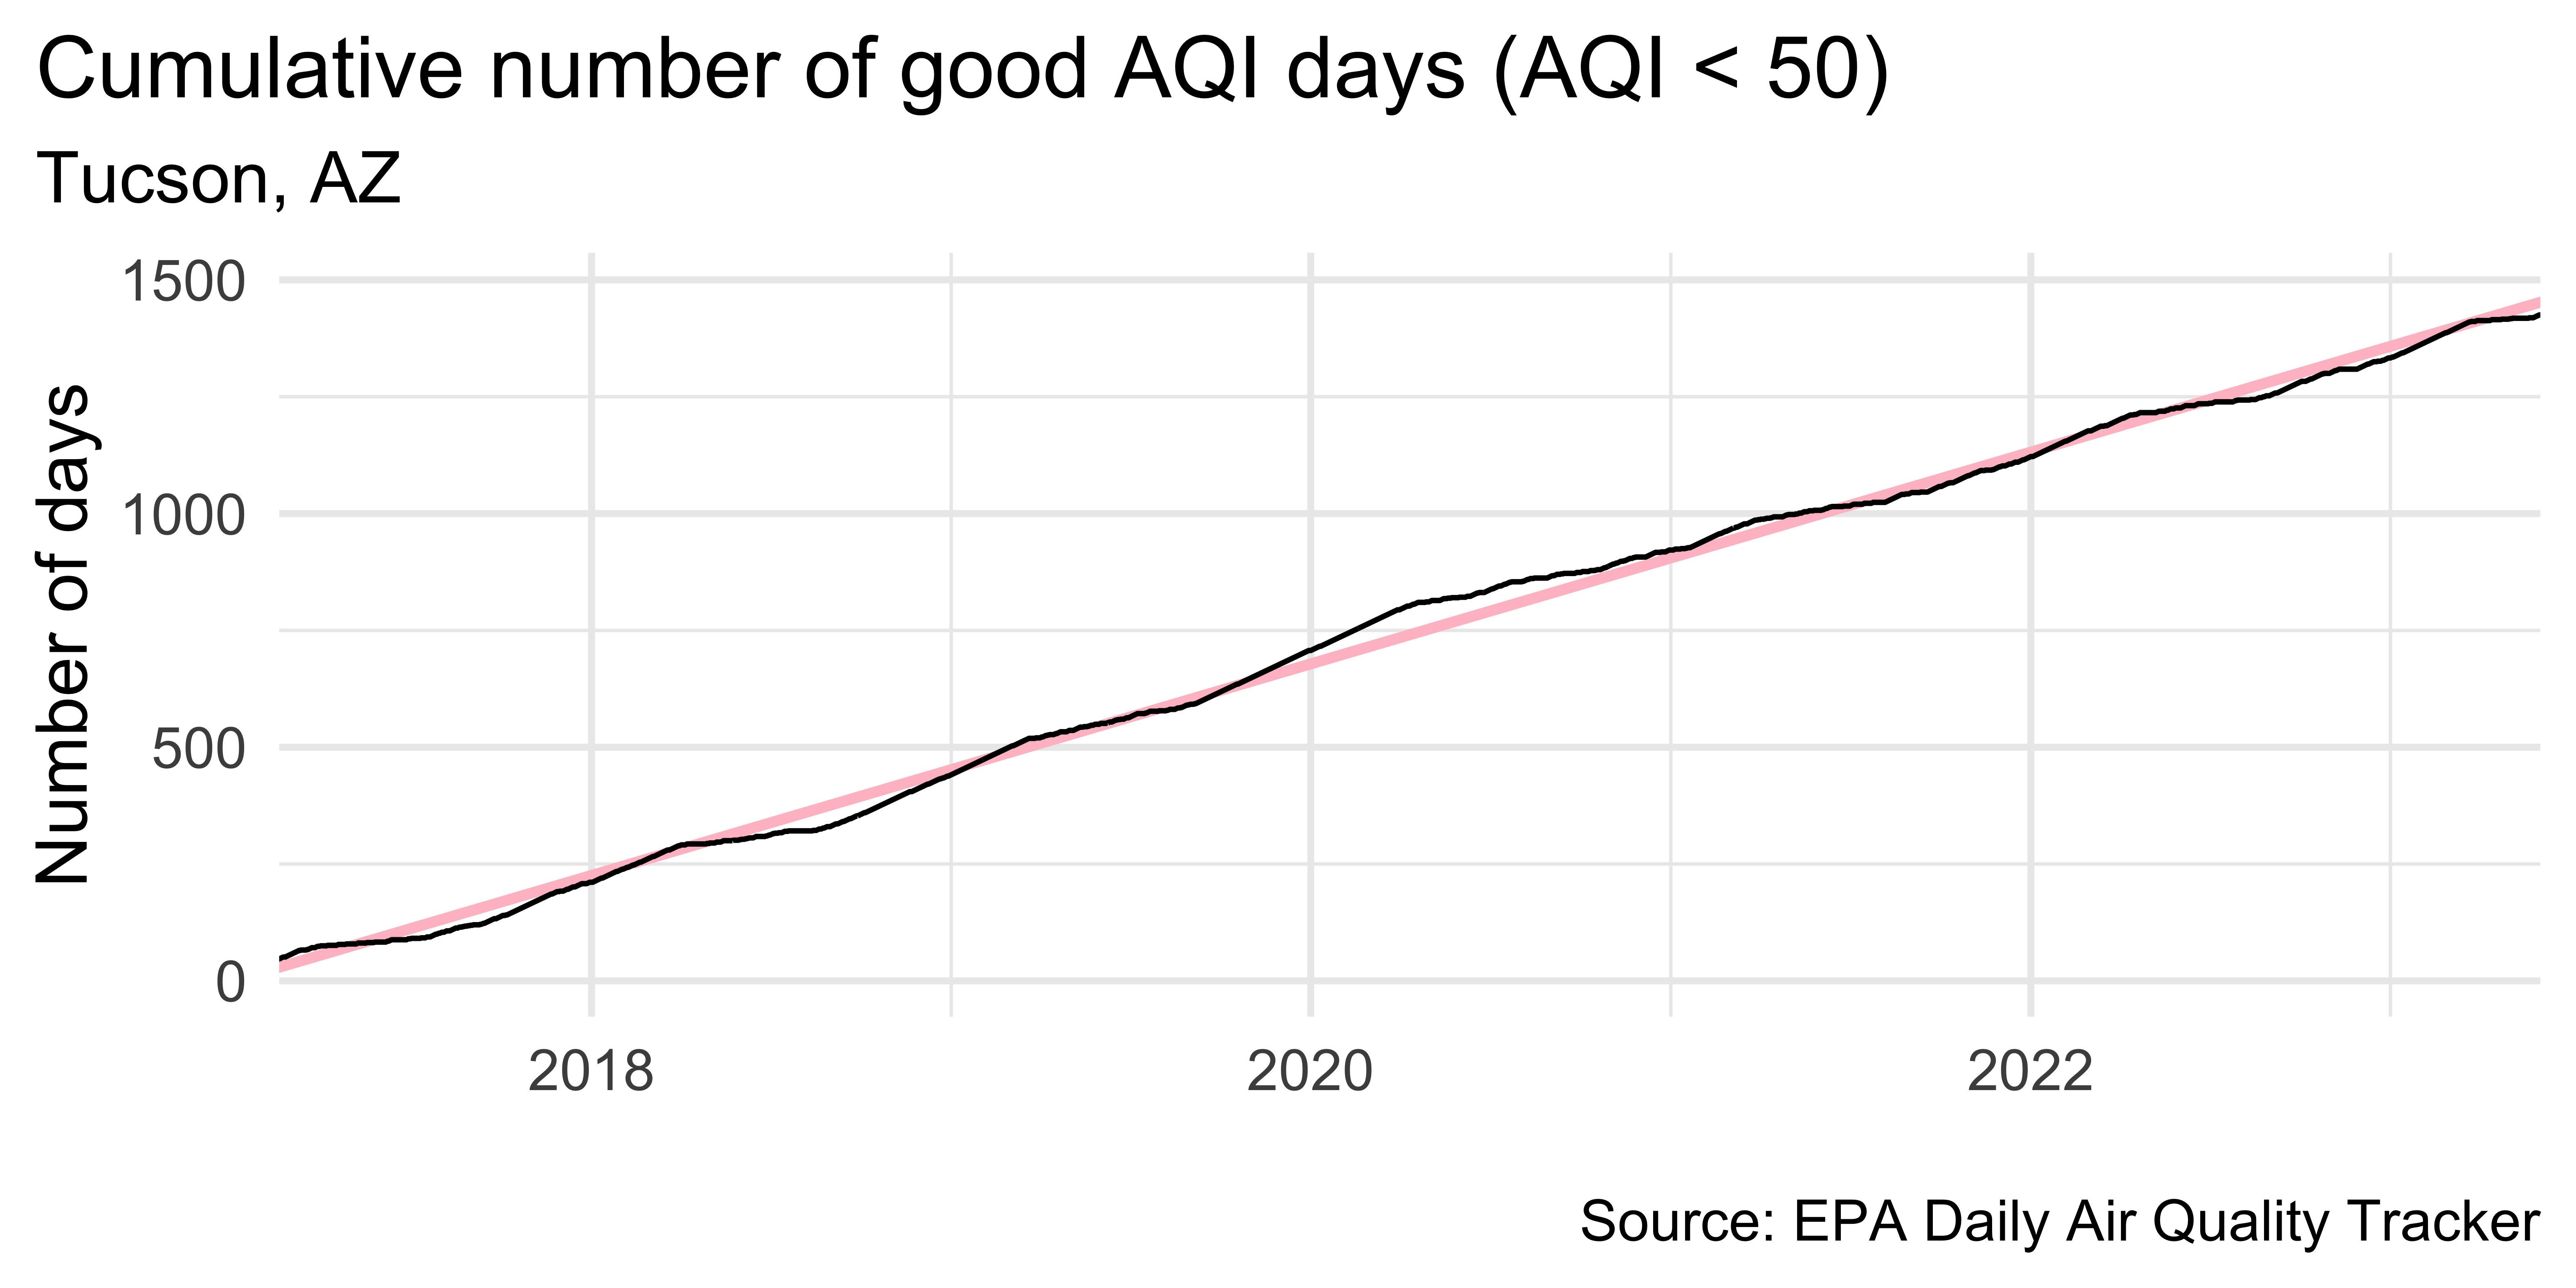 Cumulative number of good AQI days (AQI < 50)
Tucson, AZ
Number of days
1500
1000
500
0
2018
2020
2022
Source: EPA Daily Air Quality Tracker